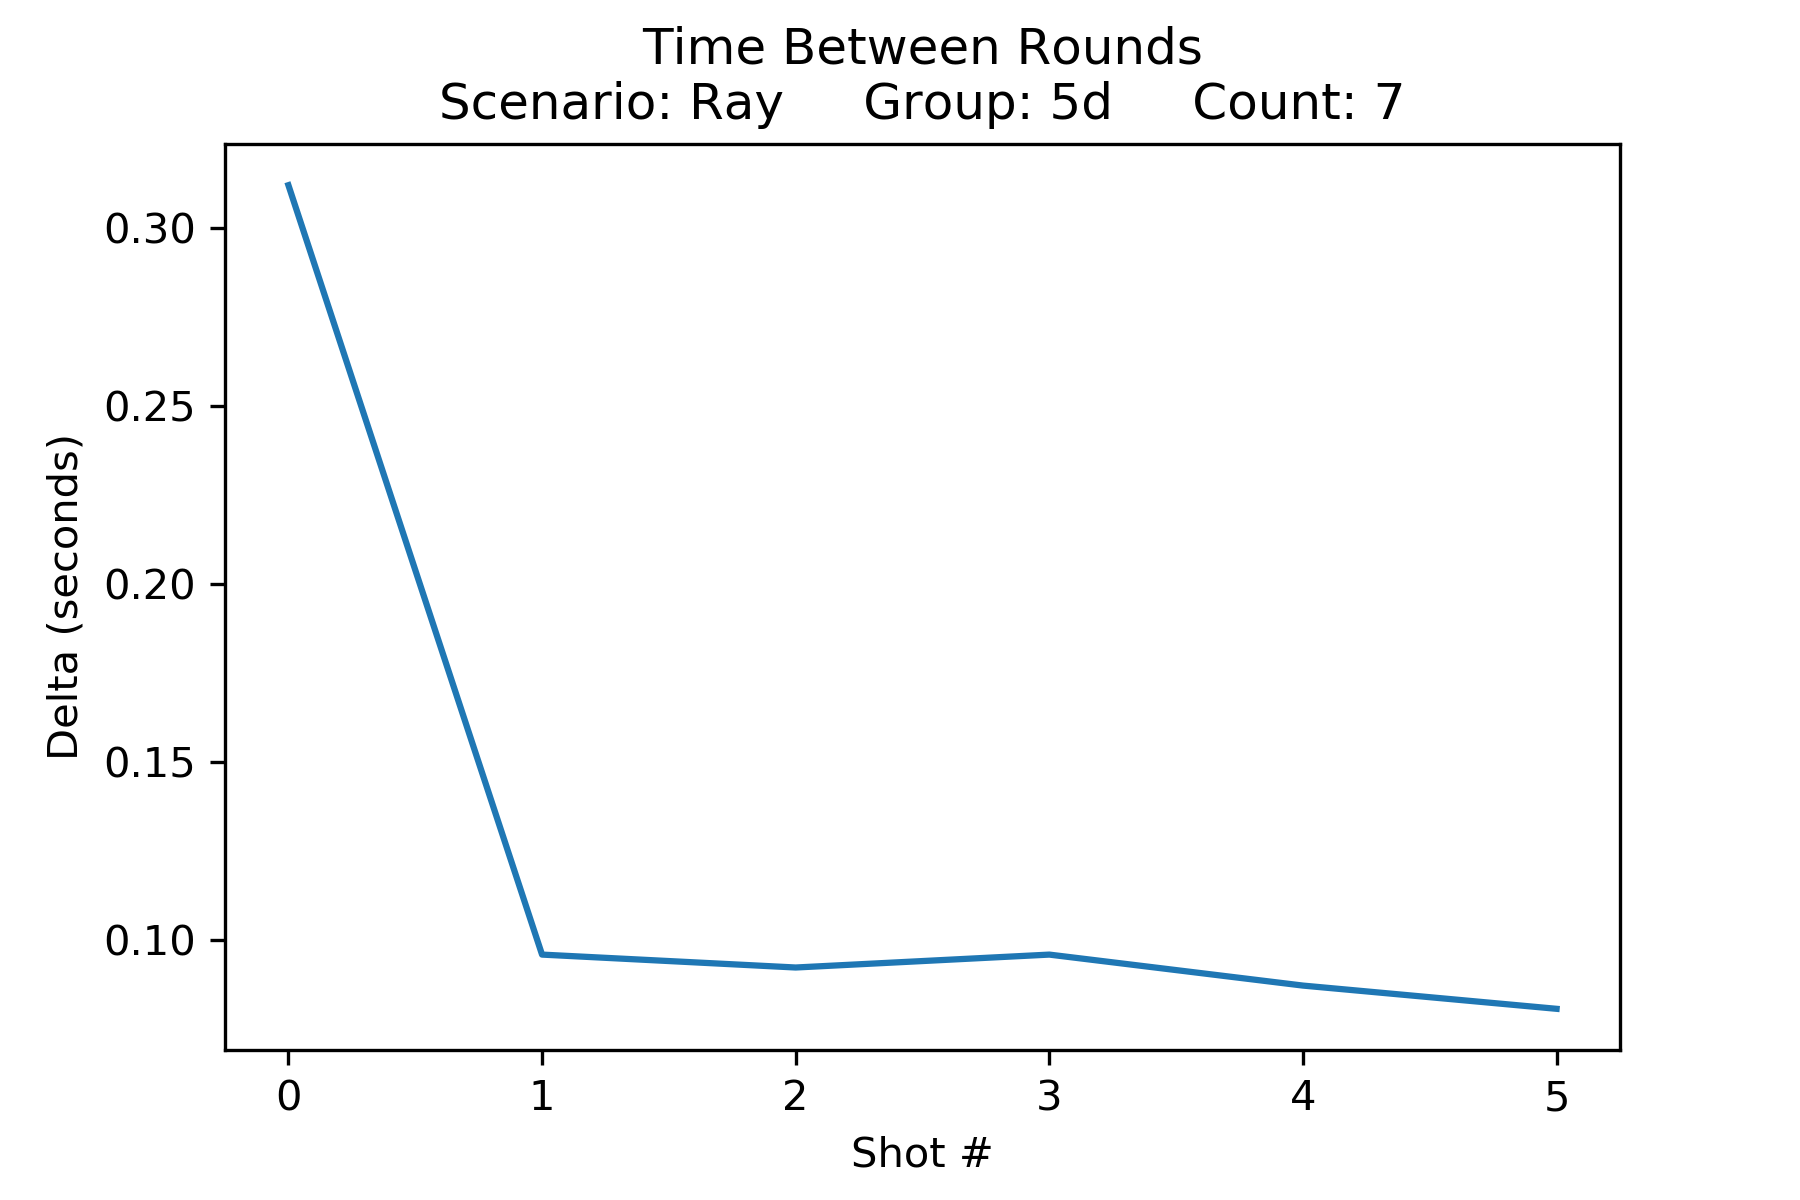 Time Between Rounds
Scenario: Ray     Group: 5d     Count: 7
Delta (seconds)
0.30
0.25
0.20
0.15
0.10
0 1 2 3 4 5
Shot #